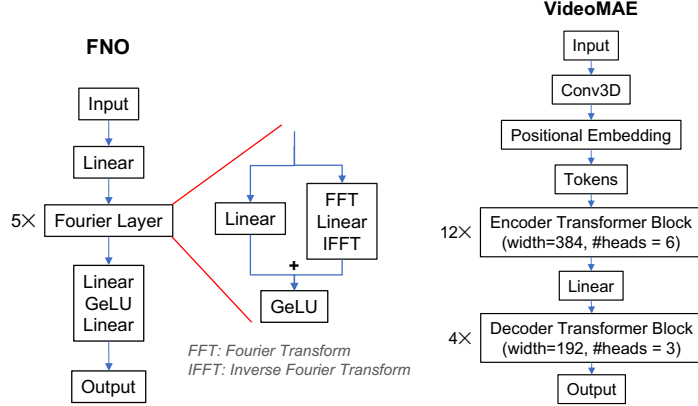 FNO
Input
Linear
5×
Fourier Layer
Linear
GeLU
Linear
Output
Linear
FFT
Linear
IFFT
+
GeLU
FFT: Fourier Transform
IFFT: Inverse Fourier Transform
VideoMAE
Input
Conv3D
Positional Embedding
Tokens
12×
Encoder Transformer Block
(width=384, #heads = 6)
Linear
4×
Decoder Transformer Block
(width=192, #heads = 3)
Output